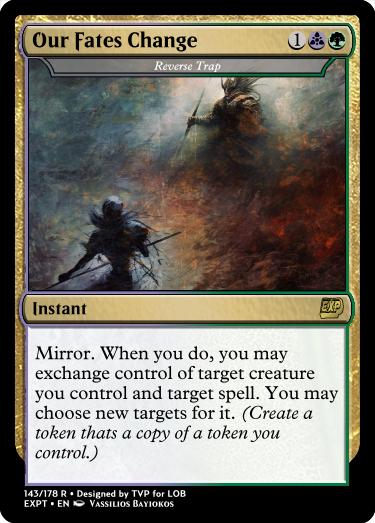 Our Fates Change 1
Reverse Trap
Instant
EXP
Mirror. When you do, you may
exchange control of target creature
you control and target spell. You may
choose new targets for it. (Create a
token thats a copy of a token you
control.)
143/178 R • Designed by TVP for LOB
EXPT • EN Vassilios Bayiokos